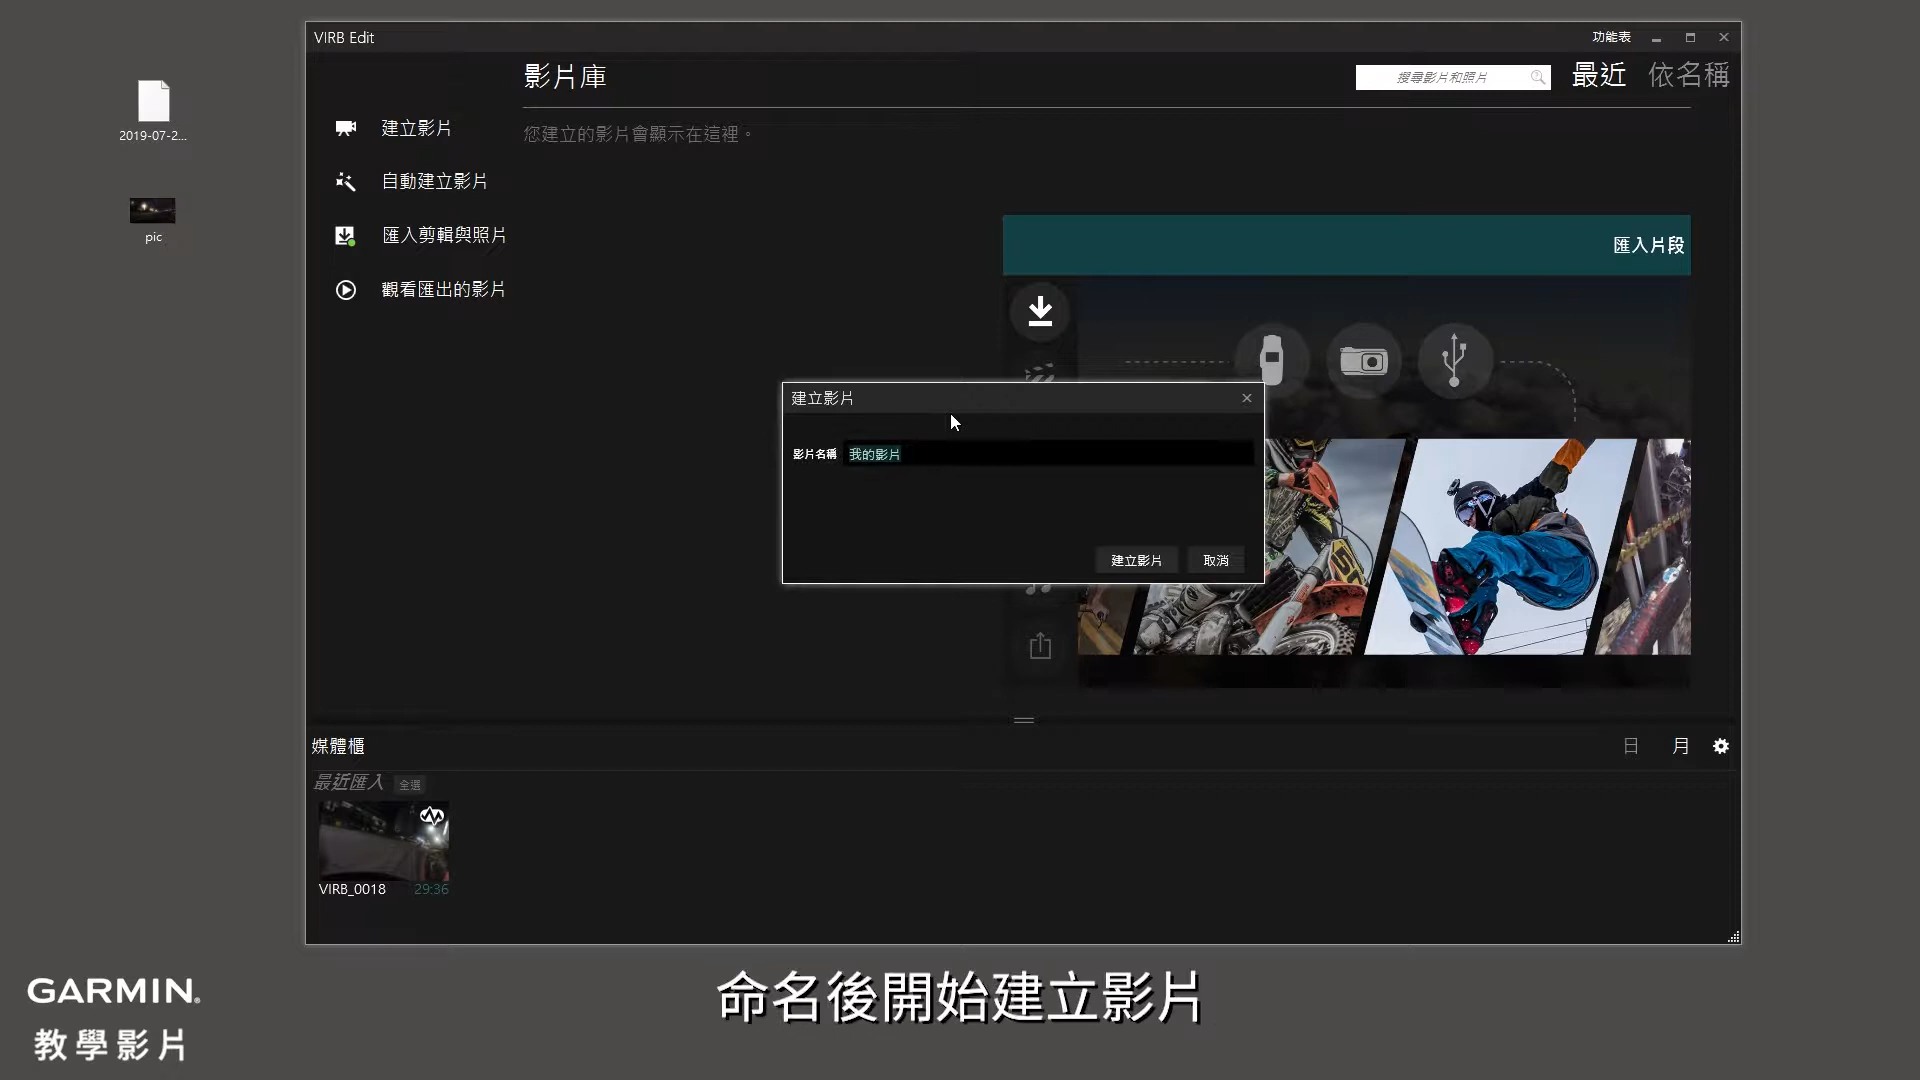 VIRB Edit
功能表
影片庫
搜尋影片和照片
最近
依名稱
2019-07-2...
建立影片
您建立的影片會顯示在這裡。
自動建立影片
pic
匯入剪輯與照片
匯入片段
觀看匯出的影片
建立影片
影片名稱
我的影片
建立影片
取消
媒體櫃
日
月
最近匯入
全選
VIRB_0018
29:36
命名後開始建立影片
GARMIN®
教學影片